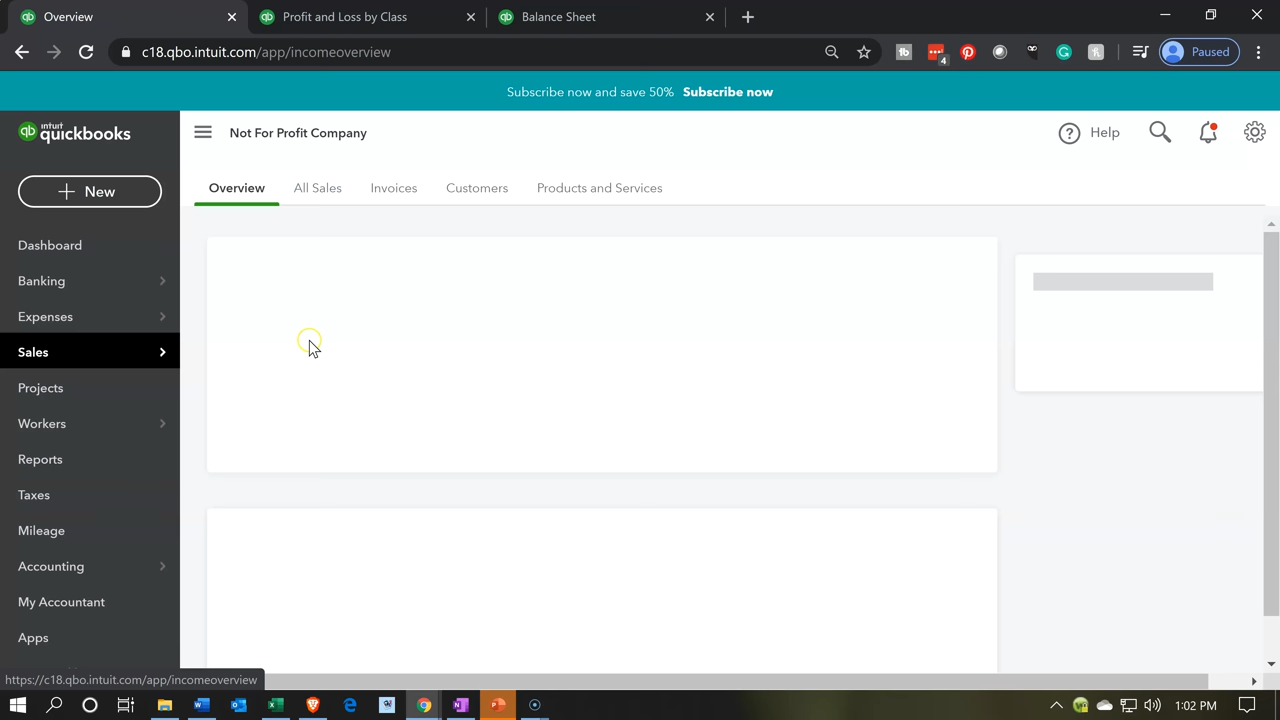 Overview
Profit and Loss by Class
Balance Sheet
c18.qbo.intuit.com/app/incomeoverview
4
Paused
Subscribe now and save 50% Subscribe now
intuit
quickbooks
Not For Profit Company
Help
New
Overview
All Sales
Invoices
Customers
Products and Services
Dashboard
Banking
Expenses
Sales
Projects
Workers
Reports
Taxes
Mileage
Accounting
My Accountant
Apps
https://c18.qbo.intuit.com/app/incomeoverview
1:02 PM